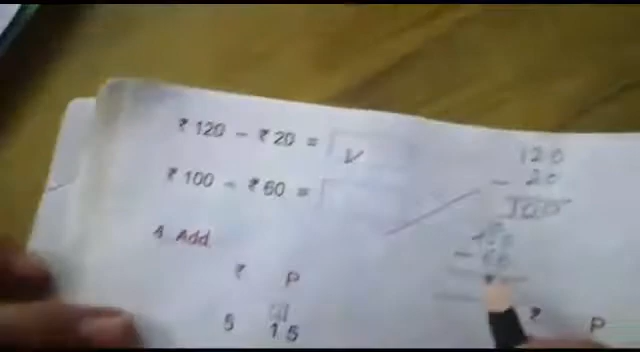 ₹ 120 - ₹ 20 =
120
- 20
100
₹ 100 - ₹ 60 =
4 Add
₹ P
5 15
₹ P